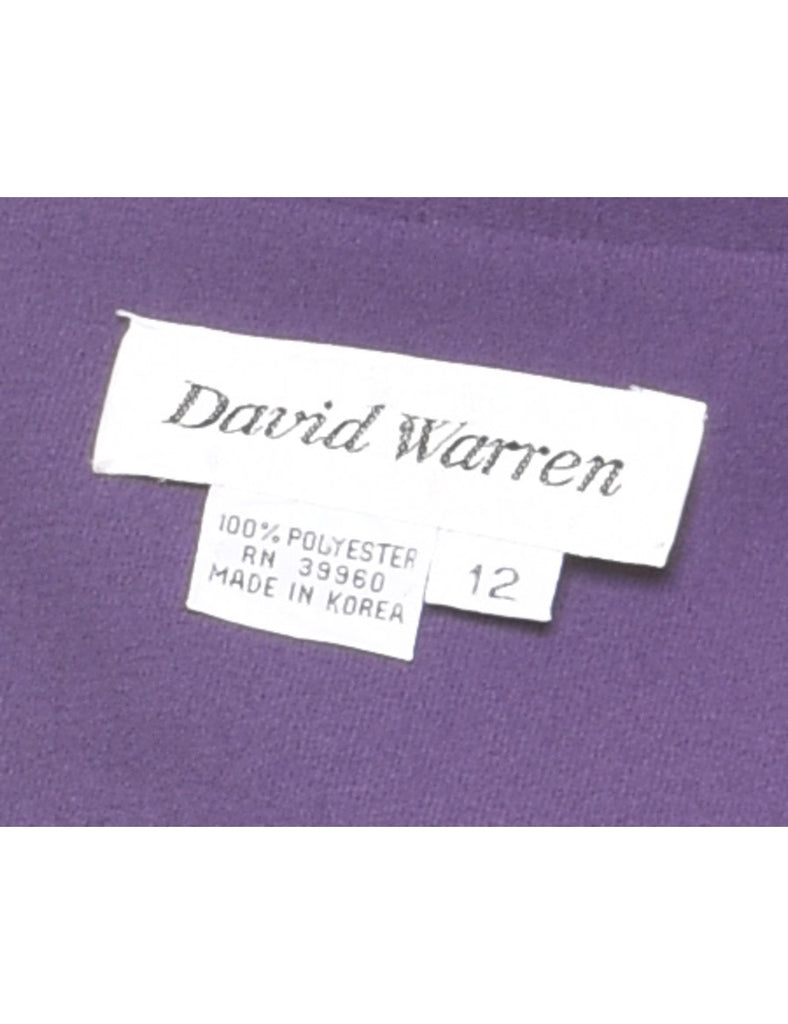 David Warren
100% POLYESTER
RN 39960
MADE IN KOREA
12